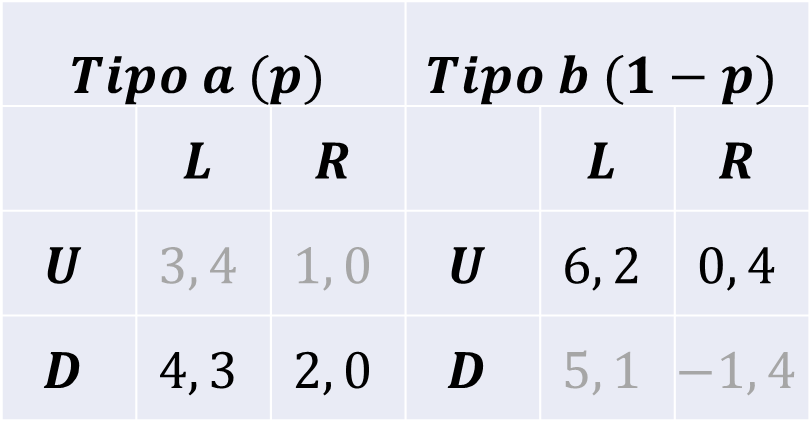 Tipo a (p) Tipo b (1 − p)
L R L R
U 3, 4 1, 0 U 6, 2 0, 4
D 4, 3 2, 0 D 5, 1 −1, 4